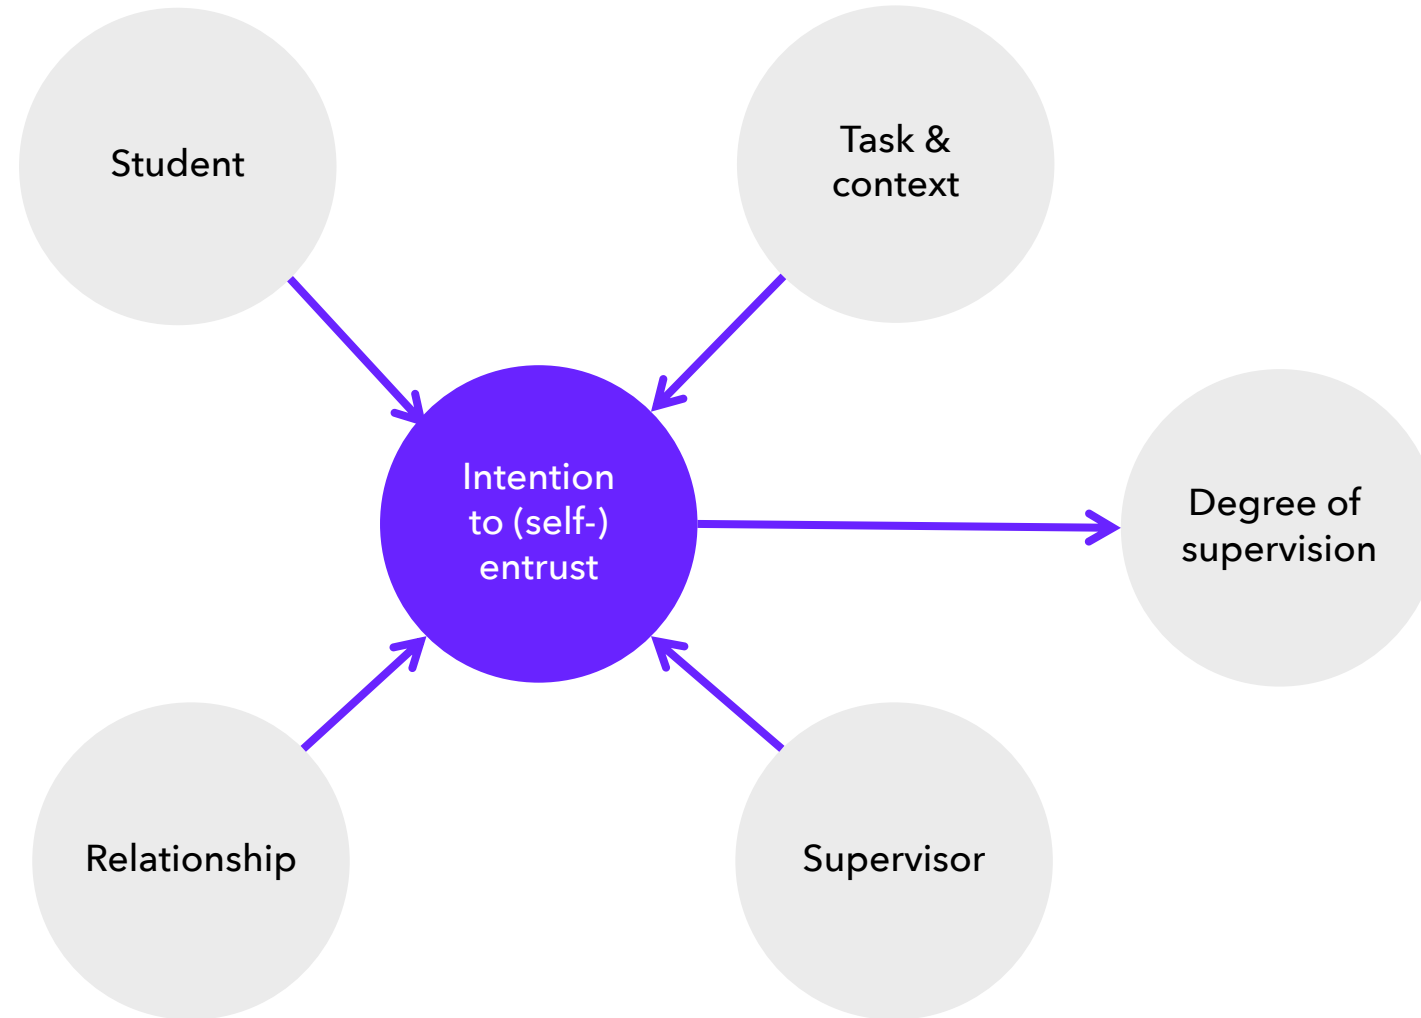 Student
Task &
context
Intention
to (self-)
entrust
Degree of
supervision
Relationship
Supervisor